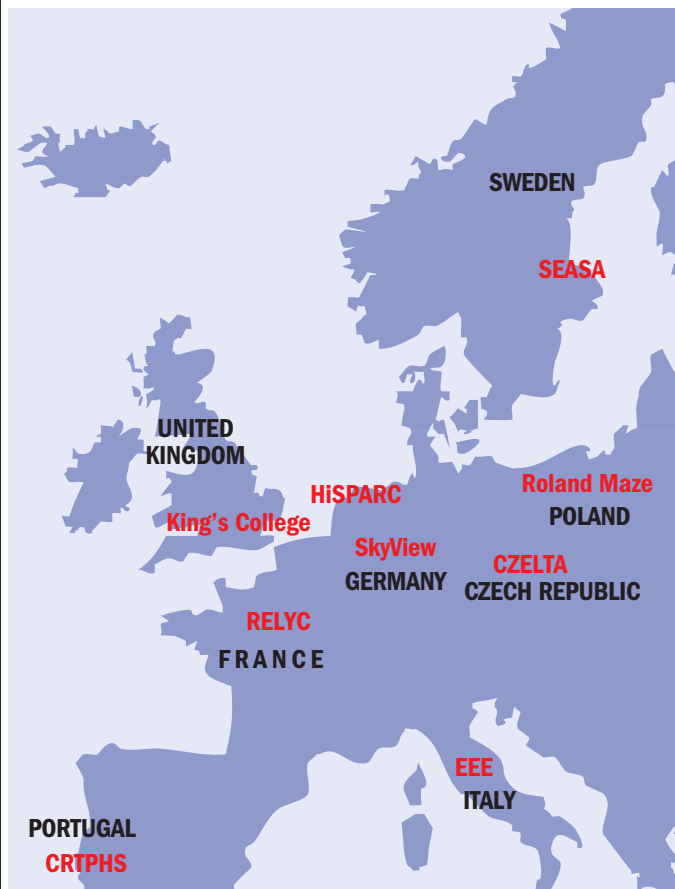 SWEDEN
SEASA
UNITED
KINGDOM
HiSPARC
Roland Maze
POLAND
King's College
SkyView
GERMANY
CZELTA
CZECH REPUBLIC
RELYC
FRANCE
EEE
ITALY
PORTUGAL
CRTPHS